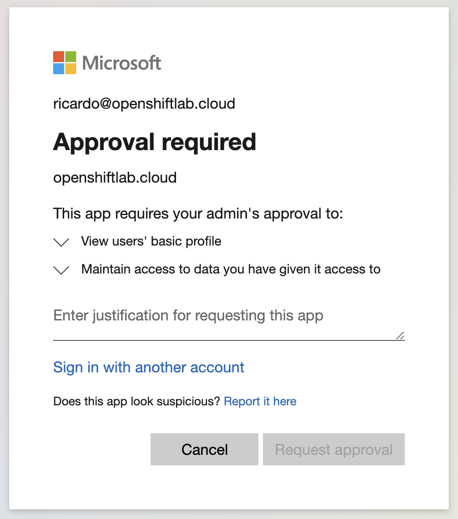 Microsoft
ricardo@openshiftlab.cloud
Approval required
openshiftlab.cloud
This app requires your admin's approval to:
View users' basic profile
Maintain access to data you have given it access to
Enter justification for requesting this app
Sign in with another account
Does this app look suspicious? Report it here
Cancel Request approval